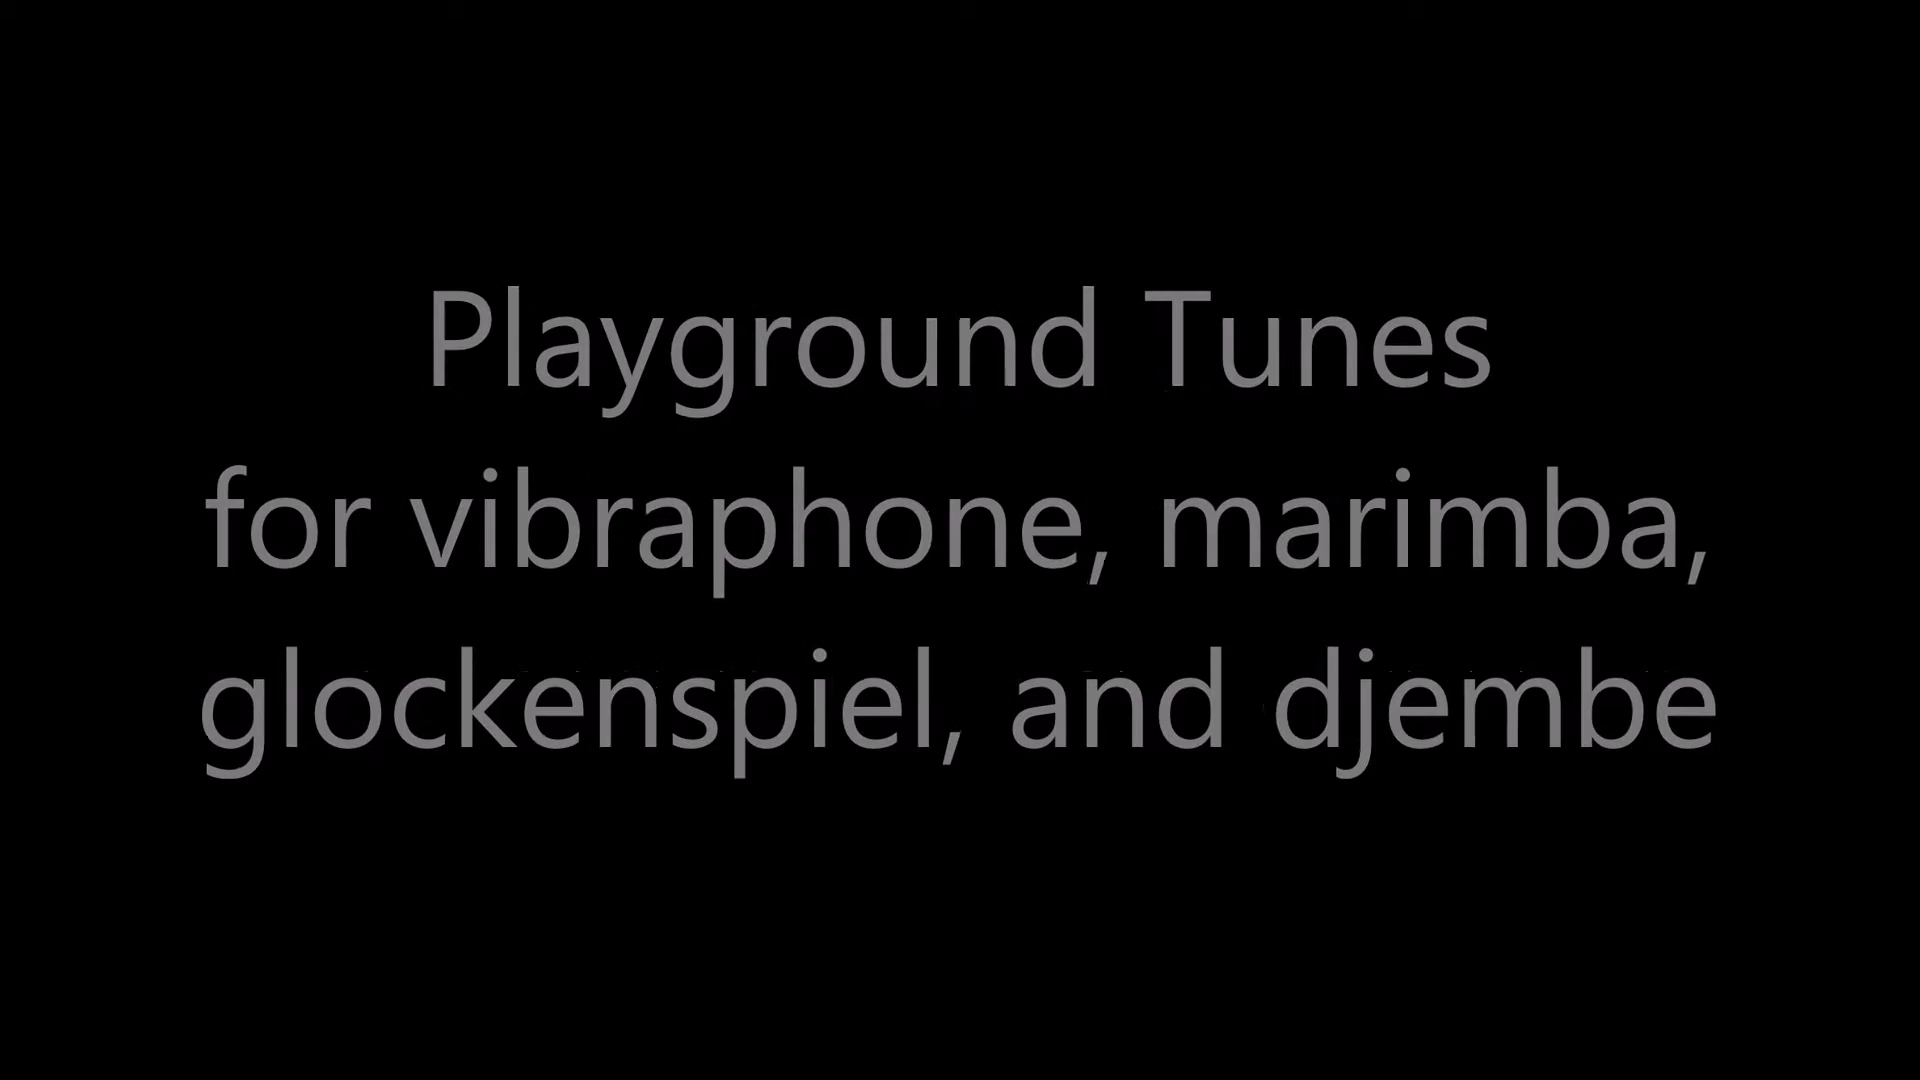 Playground Tunes
for vibraphone, marimba,
glockenspiel, and djembe